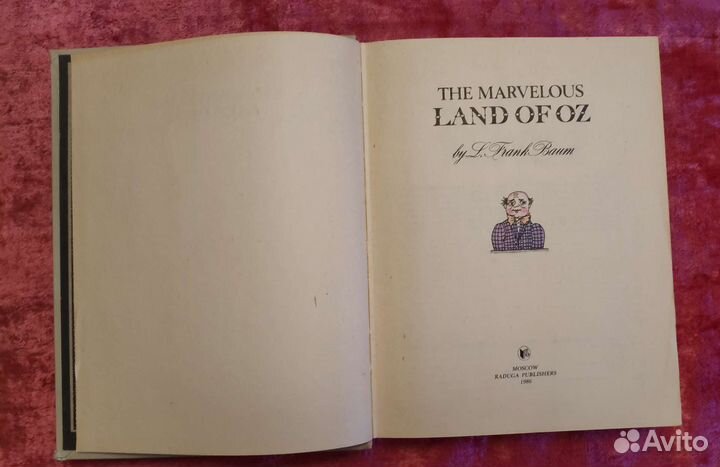 THE MARVELOUS
LAND OF OZ
by L. Frank Baum
MOSCOW
RADUGA PUBLISHERS
1986
Avito